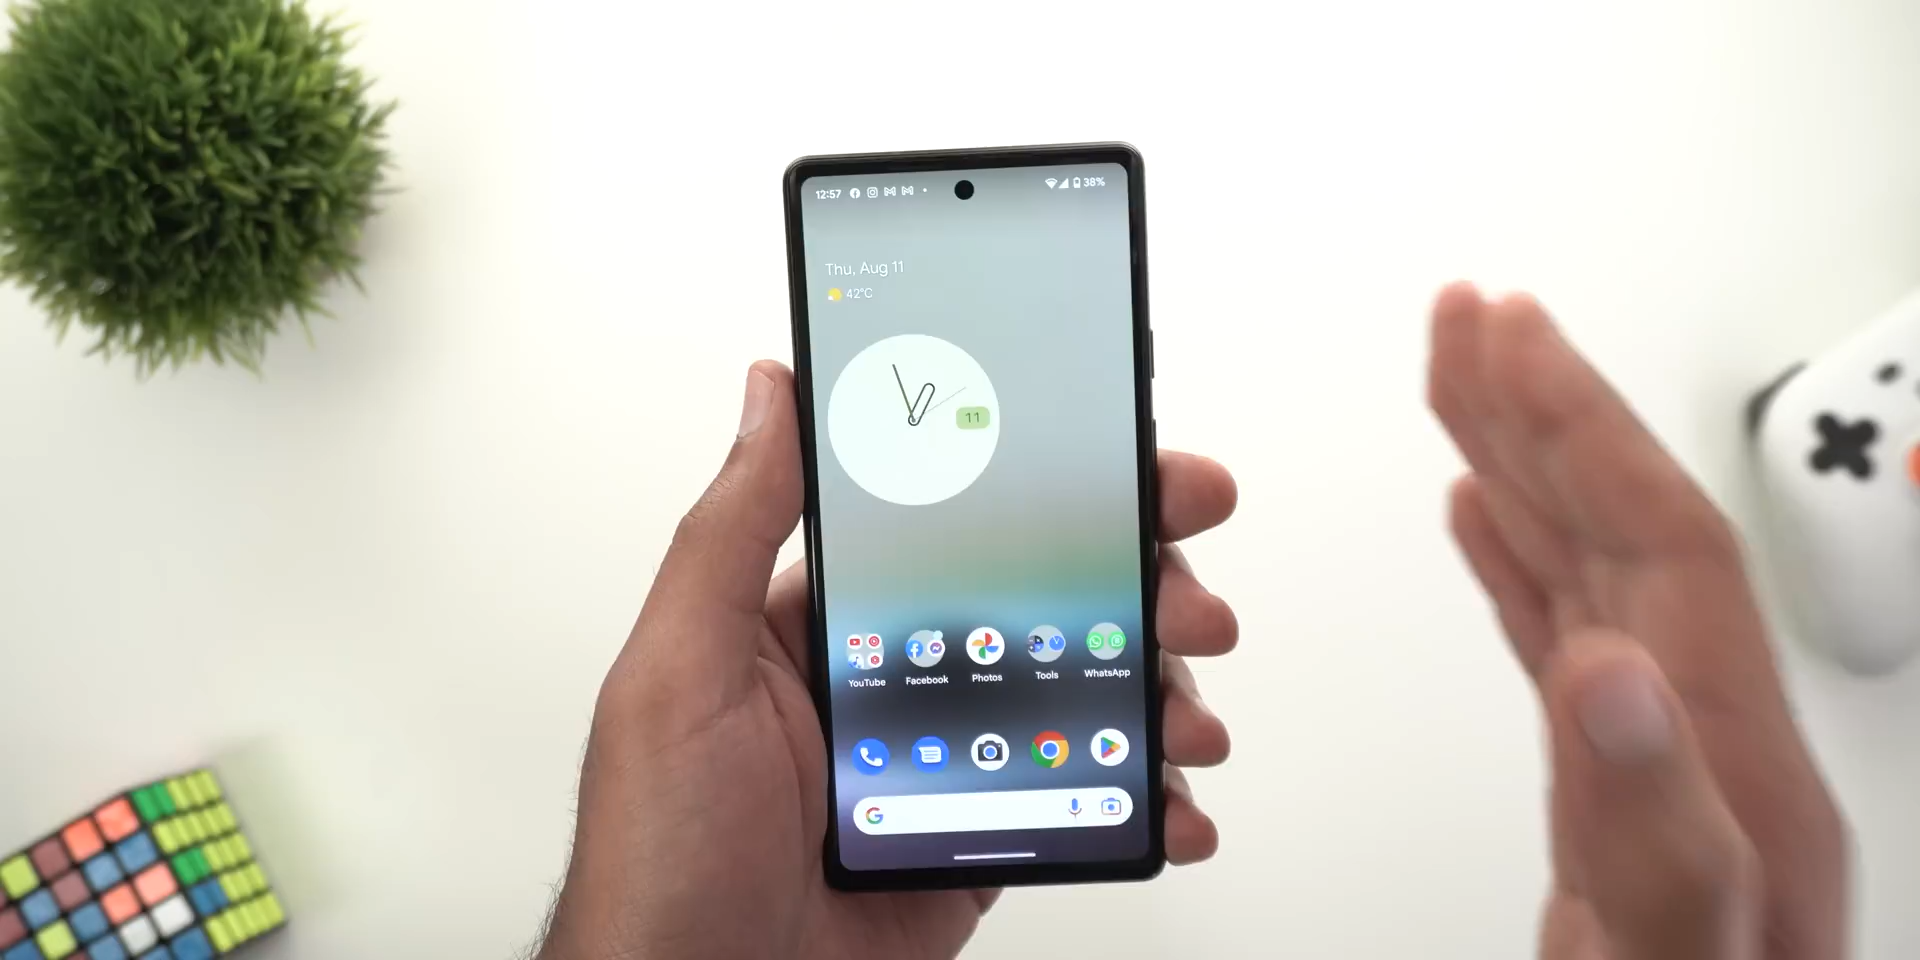 12:57
38%
Thu, Aug 11
42°C
11
YouTube
Facebook
Photos
Tools
WhatsApp